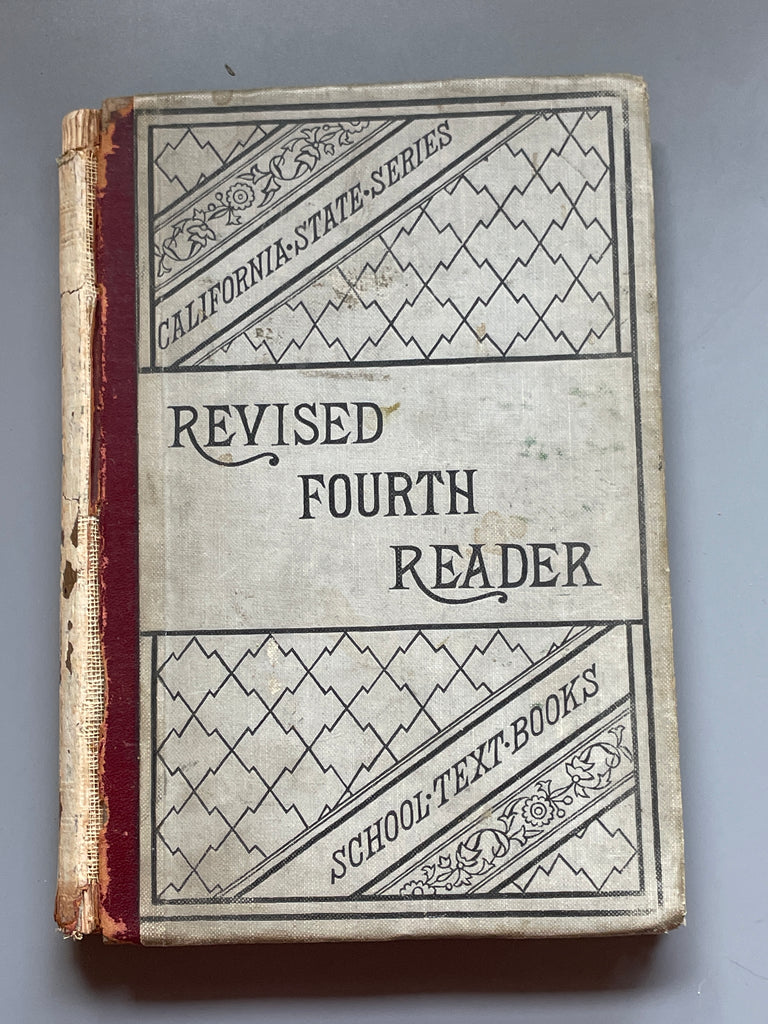 CALIFORNIA·STATE·SERIES
REVISED
FOURTH
READER
SCHOOL·TEXT·BOOKS